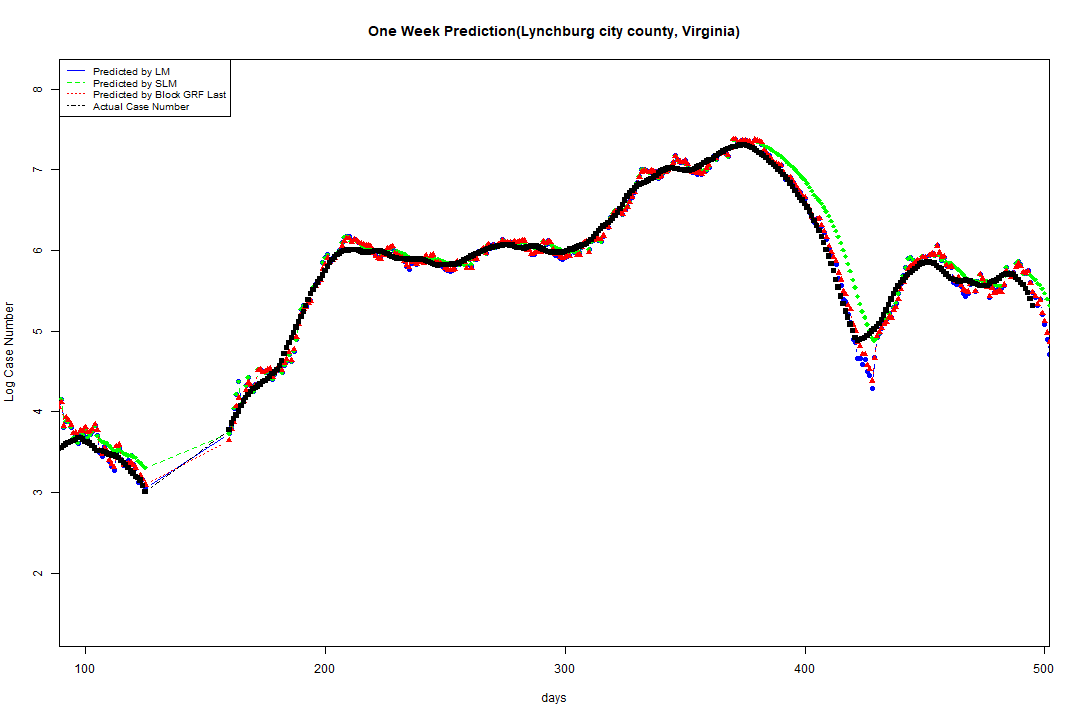 One Week Prediction(Lynchburg city county, Virginia)
Predicted by LM
Predicted by SLM
Predicted by Block GRF Last
Actual Case Number
Log Case Number
8
7
6
5
4
3
2
100 200 300 400 500
days